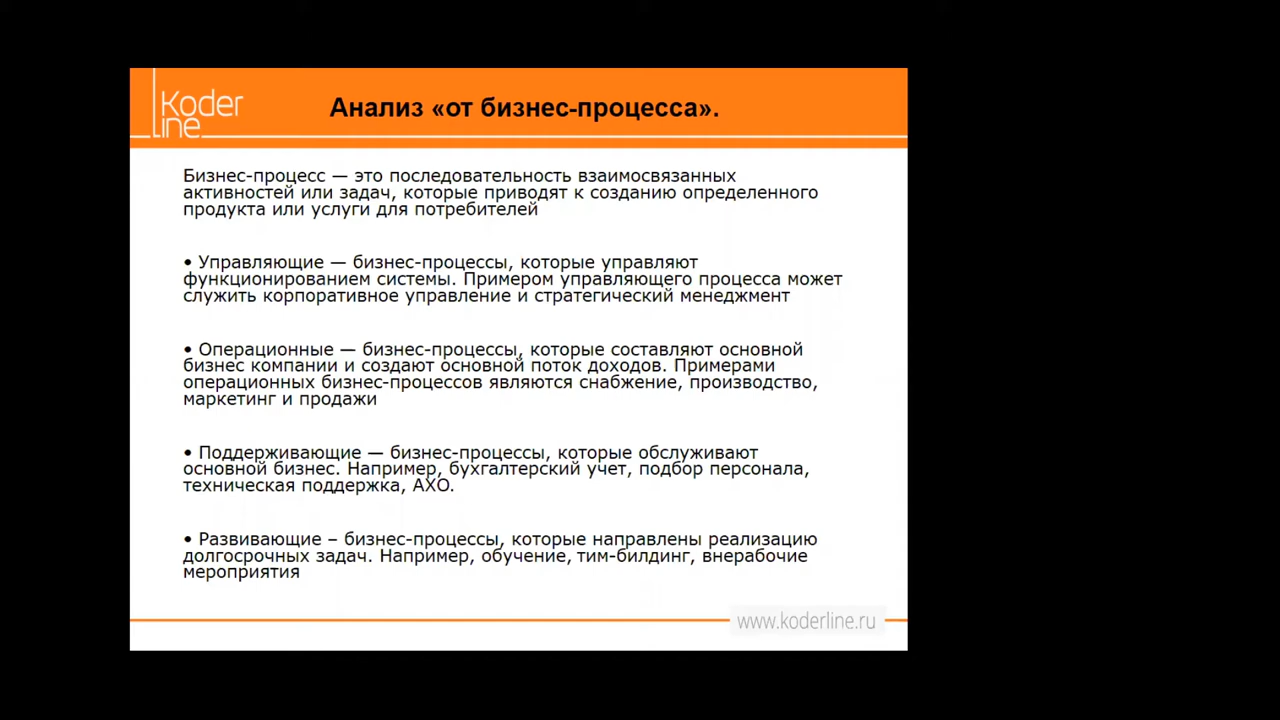 Koder
line
Анализ «от бизнес-процесса».
Бизнес-процесс — это последовательность взаимосвязанных
активностей или задач, которые приводят к созданию определенного
продукта или услуги для потребителей
• Управляющие — бизнес-процессы, которые управляют
функционированием системы. Примером управляющего процесса может
служить корпоративное управление и стратегический менеджмент
• Операционные — бизнес-процессы, которые составляют основной
бизнес компании и создают основной поток доходов. Примерами
операционных бизнес-процессов являются снабжение, производство,
маркетинг и продажи
• Поддерживающие — бизнес-процессы, которые обслуживают
основной бизнес. Например, бухгалтерский учет, подбор персонала,
техническая поддержка, АХО.
• Развивающие – бизнес-процессы, которые направлены реализацию
долгосрочных задач. Например, обучение, тим-билдинг, внерабочие
мероприятия
www.koderline.ru